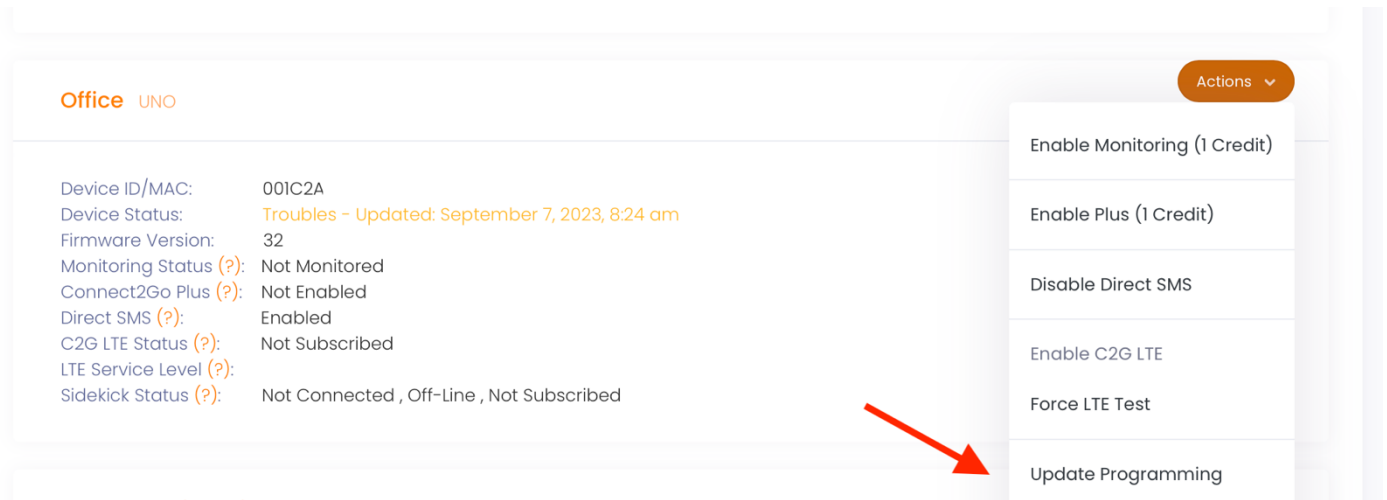 Office UNO
Actions
Enable Monitoring (1 Credit)
Enable Plus (1 Credit)
Disable Direct SMS
Enable C2G LTE
Force LTE Test
Update Programming
Device ID/MAC: 001C2A
Device Status: Troubles - Updated: September 7, 2023, 8:24 am
Firmware Version: 32
Monitoring Status (?): Not Monitored
Connect2Go Plus (?): Not Enabled
Direct SMS (?): Enabled
C2G LTE Status (?): Not Subscribed
LTE Service Level (?):
Sidekick Status (?): Not Connected , Off-Line , Not Subscribed